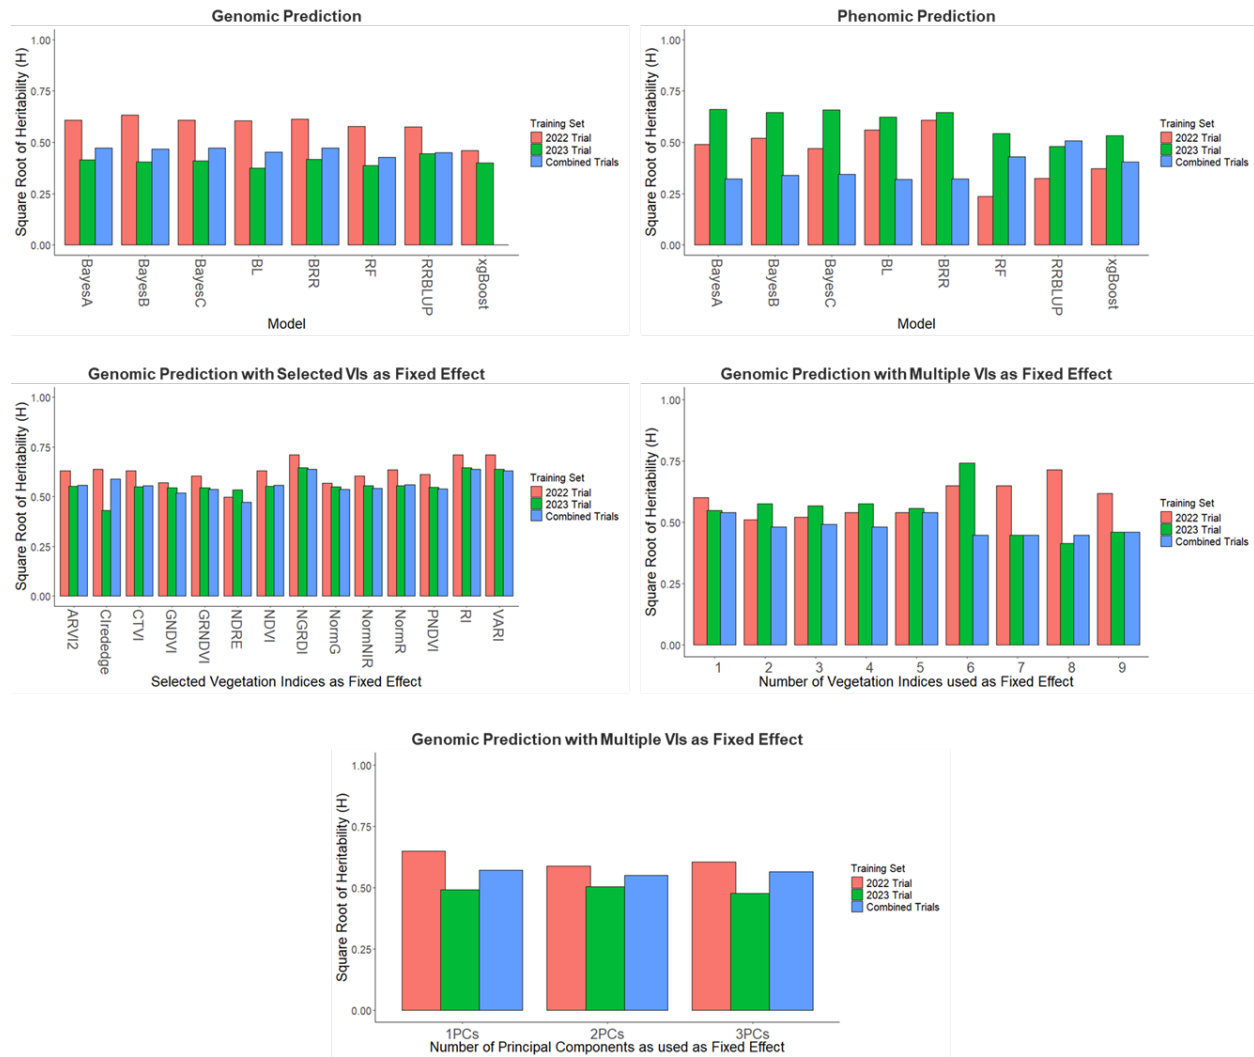 Genomic Prediction
Square Root of Heritability (H)
1.00
0.75
0.50
0.25
0.00
BayesA
BayesB
BayesC
BL
BRR
RF
RRBLUP
xgBoost
Model
Training Set
2022 Trial
2023 Trial
Combined Trials
Phenomic Prediction
Square Root of Heritability (H)
1.00
0.75
0.50
0.25
0.00
BayesA
BayesB
BayesC
BL
BRR
RF
RRBLUP
xgBoost
Model
Training Set
2022 Trial
2023 Trial
Combined Trials
Genomic Prediction with Selected VIs as Fixed Effect
Square Root of Heritability (H)
1.00
0.75
0.50
0.25
0.00
ARVI2
CIrededge
CTVI
GNDVI
GRNDVI
NDRE
NDVI
NGRDI
NormG
NormNIR
NormR
PNDVI
RI
VARI
Selected Vegetation Indices as Fixed Effect
Training Set
2022 Trial
2023 Trial
Combined Trials
Genomic Prediction with Multiple VIs as Fixed Effect
Square Root of Heritability (H)
1.00
0.75
0.50
0.25
0.00
1 2 3 4 5 6 7 8 9
Number of Vegetation Indices used as Fixed Effect
Training Set
2022 Trial
2023 Trial
Combined Trials
Genomic Prediction with Multiple VIs as Fixed Effect
Square Root of Heritability (H)
1.00
0.75
0.50
0.25
0.00
1PCs 2PCs 3PCs
Number of Principal Components as used as Fixed Effect
Training Set
2022 Trial
2023 Trial
Combined Trials